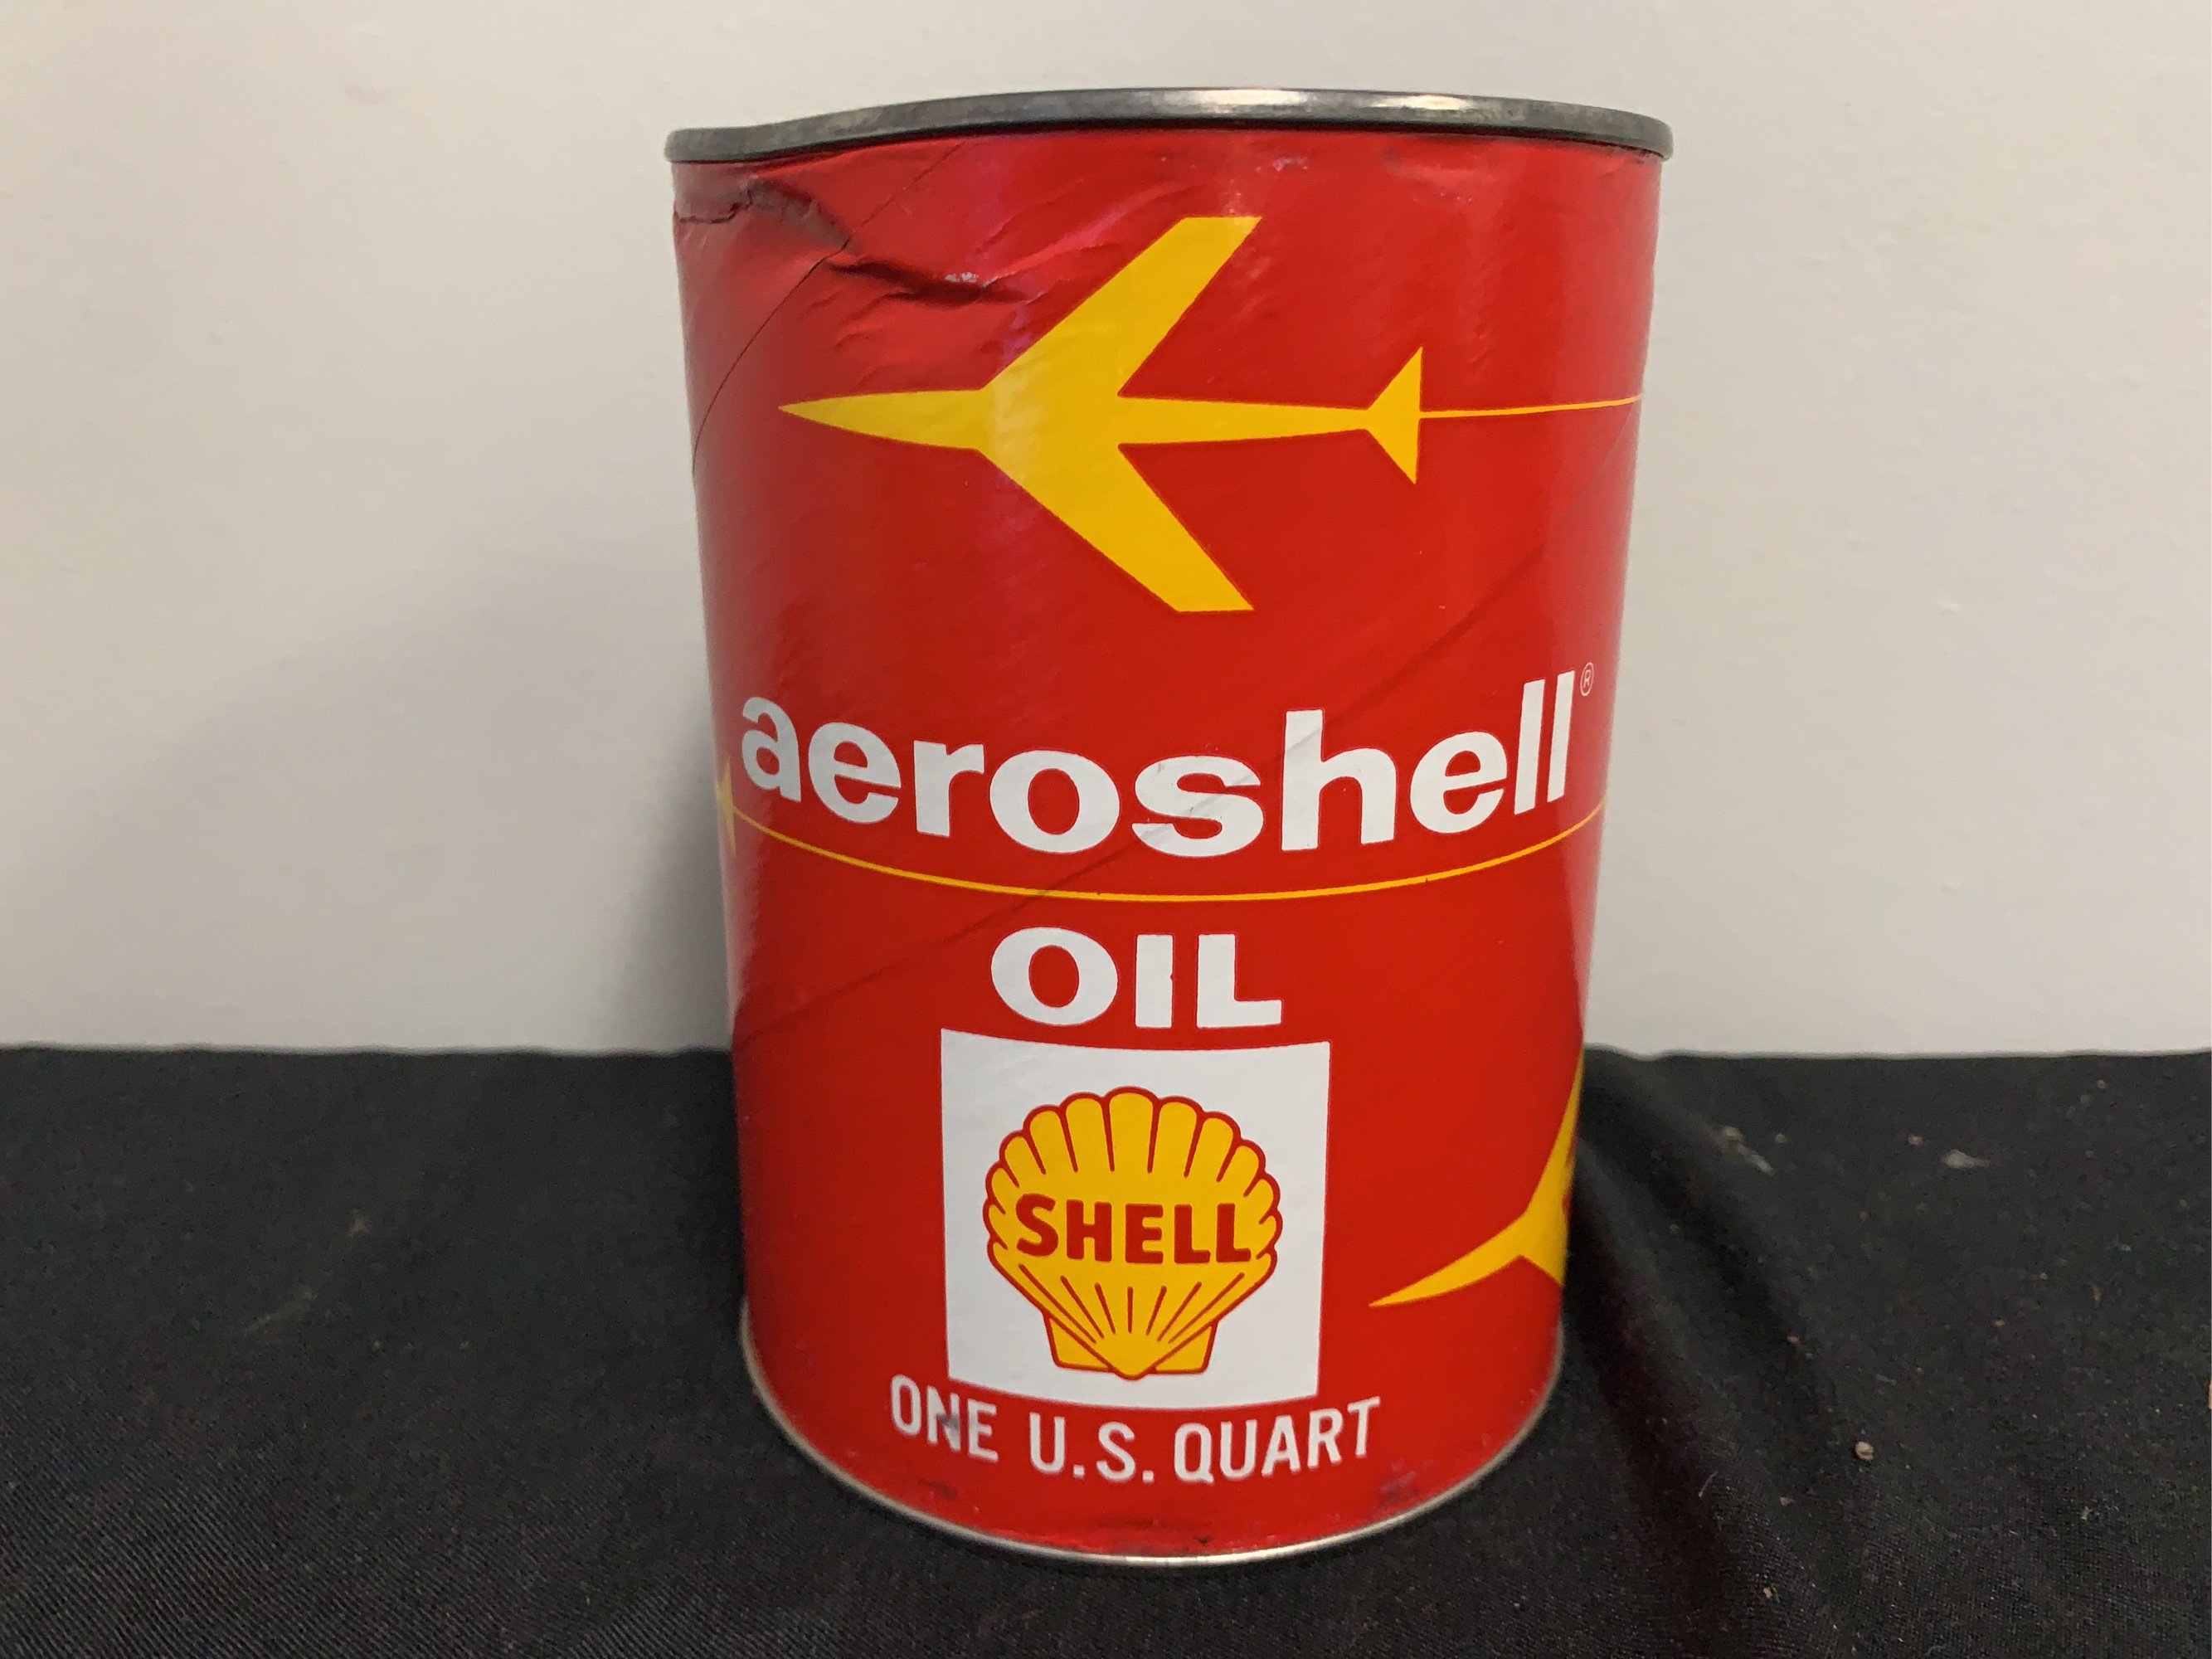 aeroshell®
OIL
SHELL
ONE U.S. QUART